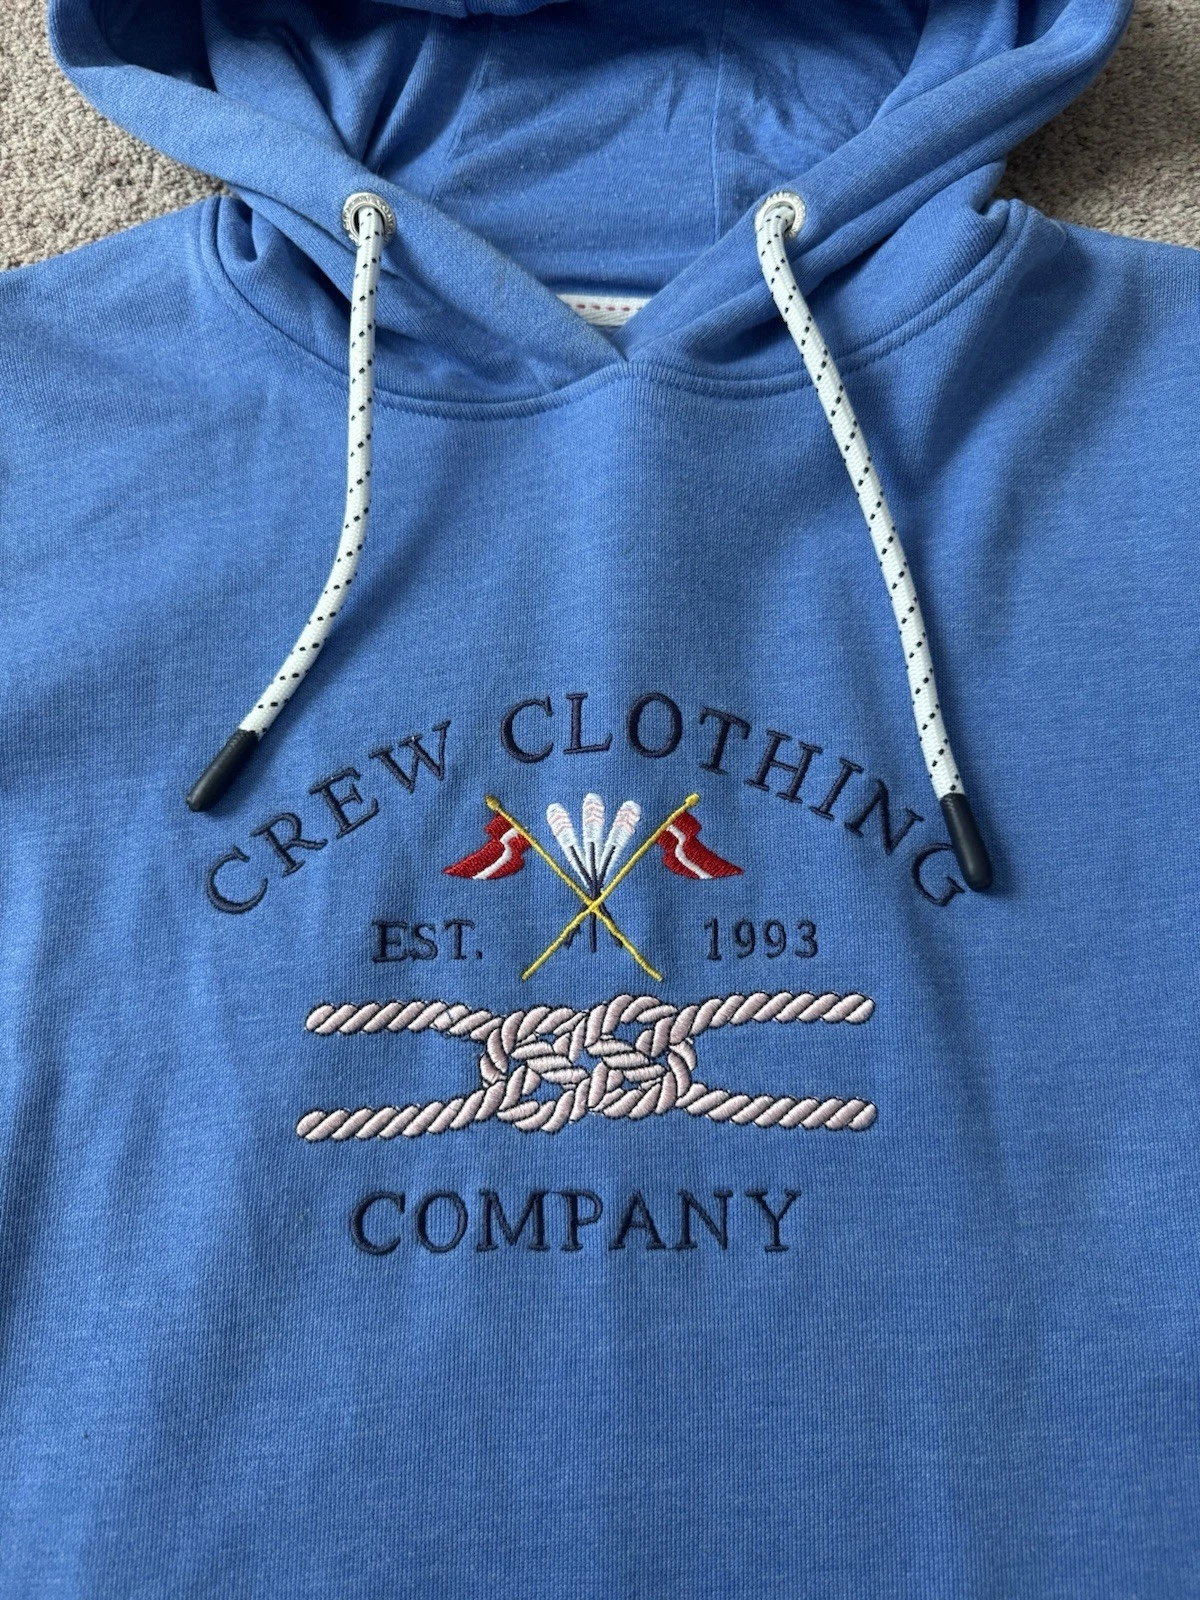 CREW CLOTHING
EST. 1993
COMPANY